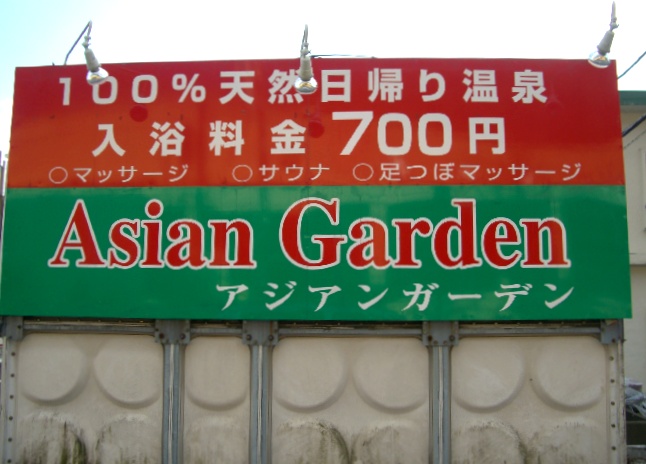 100%天然日帰り温泉
入浴料金 700円
○マッサージ ○サウナ ○足つぼマッサージ
Asian Garden
アジアンガーデン